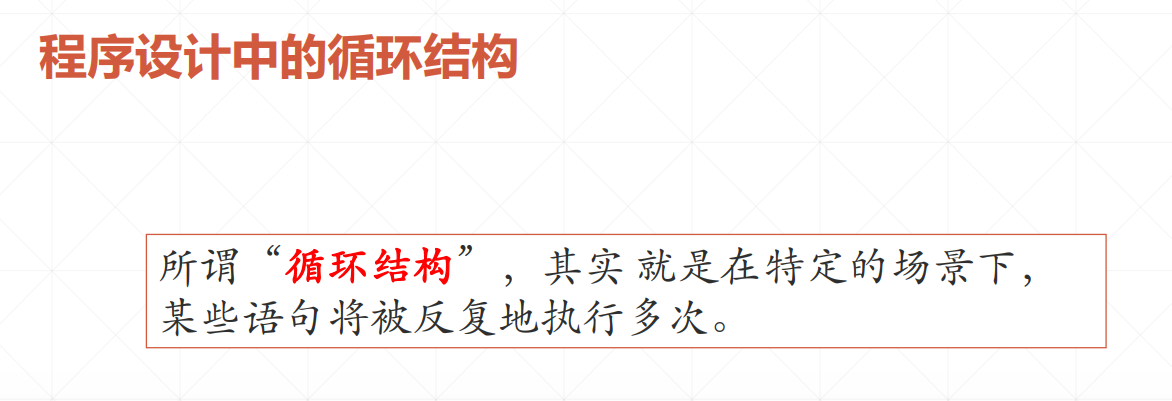 程序设计中的循环结构
所谓“循环结构”，其实就是在特定的场景下，
某些语句将被反复地执行多次。